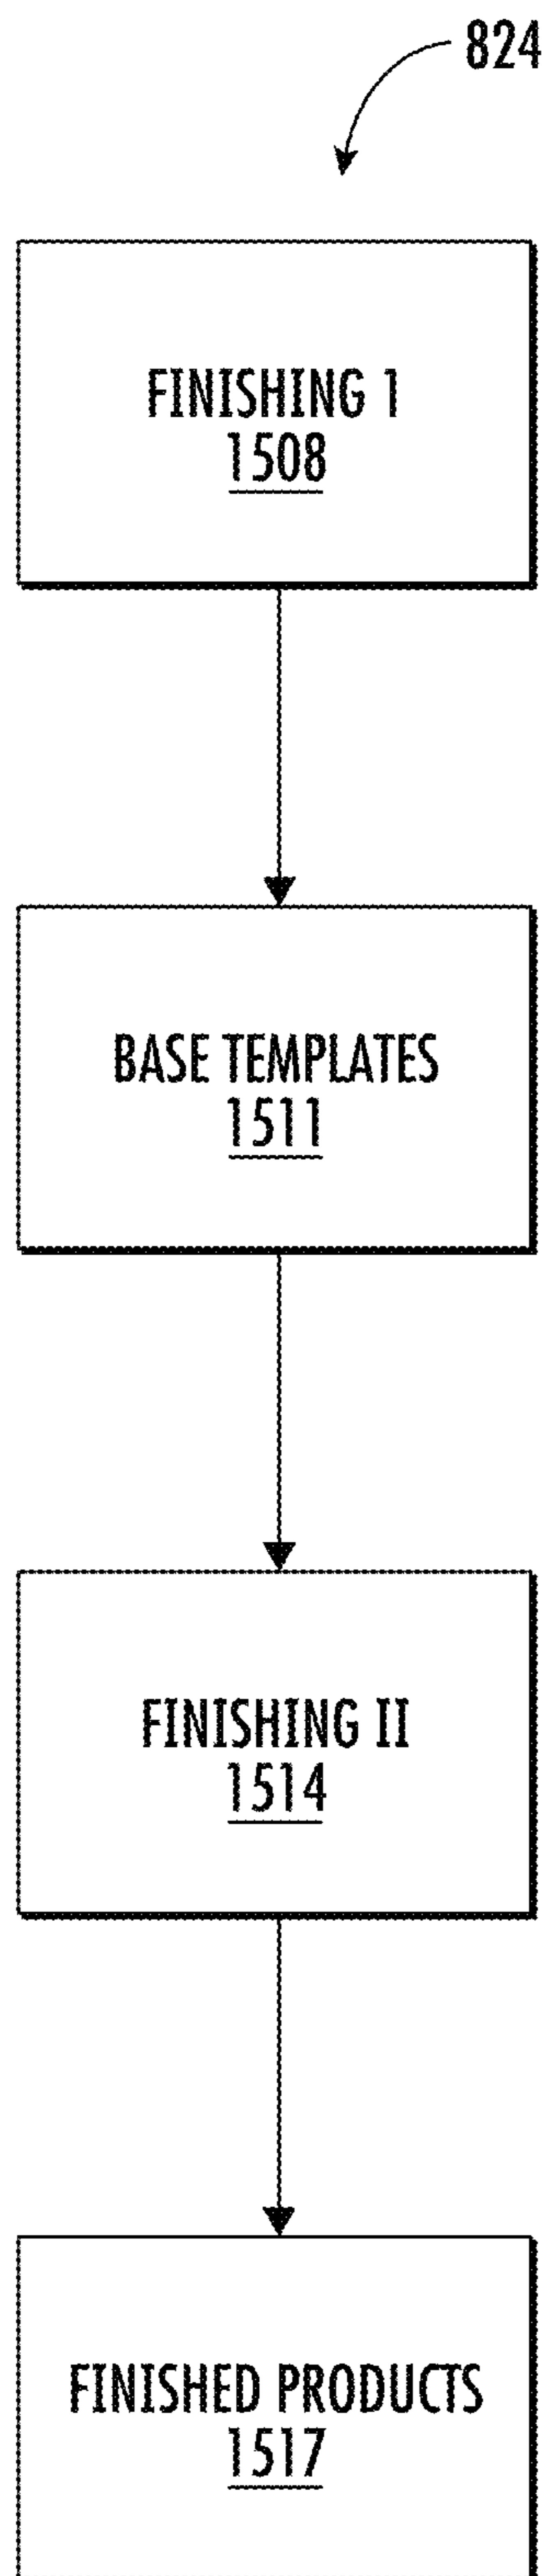 824
FINISHING 1
1508
BASE TEMPLATES
1511
FINISHING II
1514
FINISHED PRODUCTS
1517